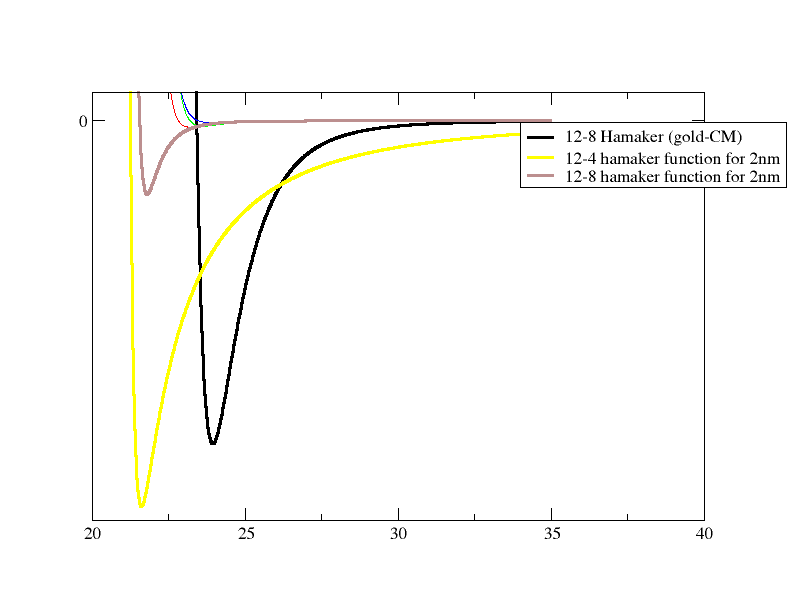 0
12-8 Hamaker (gold-CM)
12-4 hamaker function for 2nm
12-8 hamaker function for 2nm
20 25 30 35 40